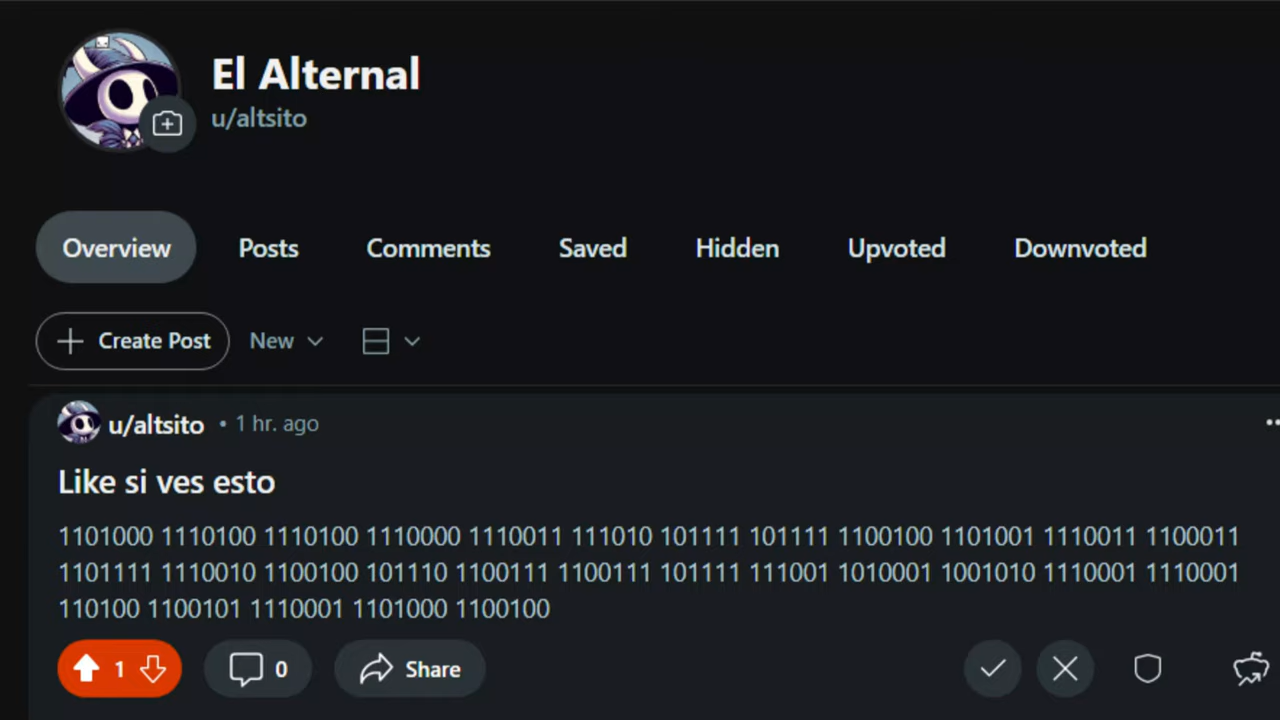 El Alternal
u/altsito
Overview Posts Comments Saved Hidden Upvoted Downvoted
Create Post New
u/altsito • 1 hr. ago
Like si ves esto
1101000 1110100 1110100 1110000 1110011 111010 101111 101111 1100100 1101001 1110011 1100011
1101111 1110010 1100100 101110 1100111 1100111 101111 111001 1010001 1001010 1110001 1110001
110100 1100101 1110001 1101000 1100100
1 0 Share